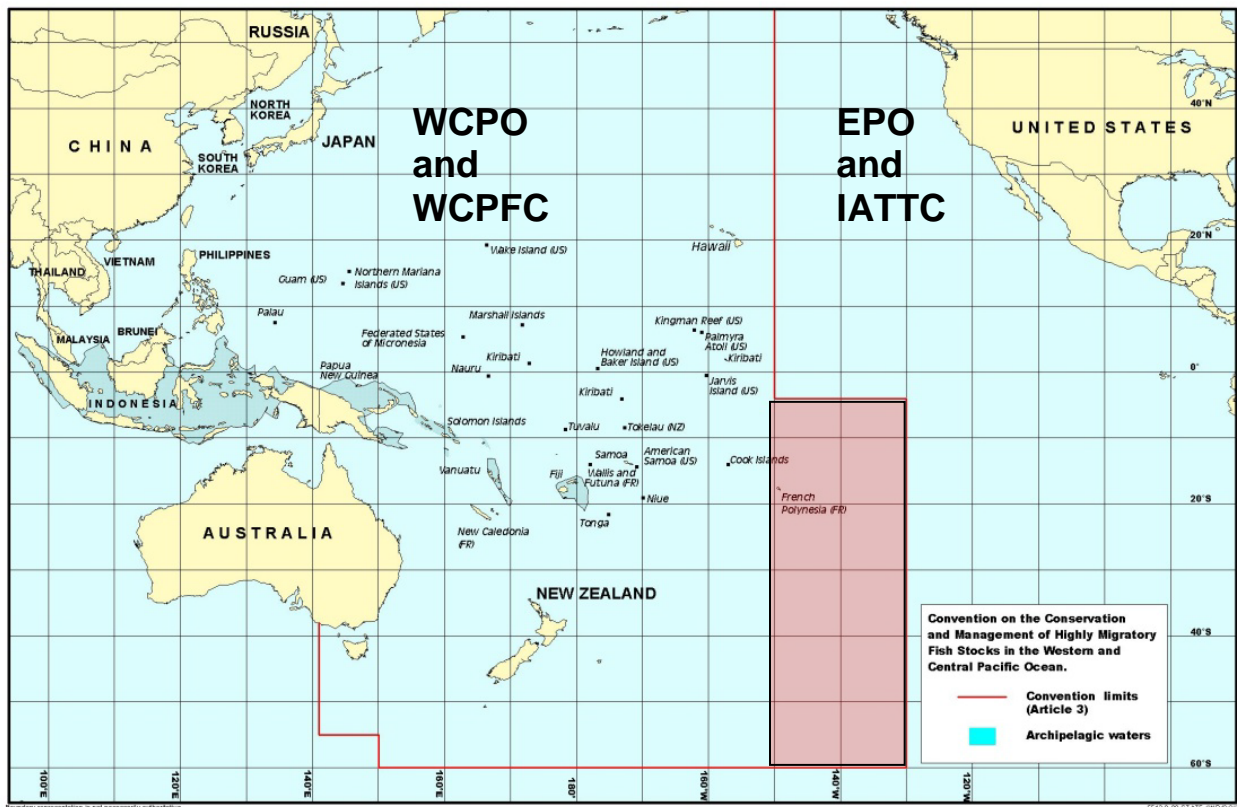 RUSSIA
NORTH
KOREA
CHINA
JAPAN
SOUTH
KOREA
WCPO
and
WCPFC
EPO
and
IATTC
UNITED STATES
40°N
20°N
0°
20°S
40°S
60°S
Hawaii
Wake Island (US)
THAILAND
VIETNAM
PHILIPPINES
Guam (US)
Northern Mariana
Islands (US)
Palau
Marshall Islands
Kingman Reef (US)
Palmyra
Atoll (US)
Kiribati
MALAYSIA
BRUNEI
Federated States
of Micronesia
Kiribati
Nauru
Howland and
Baker Island (US)
Jarvis
Island (US)
Papua
New Guinea
INDONESIA
Kiribati
Solomon Islands
Tuvalu
Tokelau (NZ)
Vanuatu
Fiji
Samoa
Wallis and
Futuna (FR)
American
Samoa (US)
Cook Islands
Niue
French
Polynesia (FR)
Tonga
New Caledonia
(FR)
AUSTRALIA
NEW ZEALAND
Convention on the Conservation
and Management of Highly Migratory
Fish Stocks in the Western and
Central Pacific Ocean.
Convention limits
(Article 3)
Archipelagic waters
100°E
120°E
140°E
160°E
180°
160°W
140°W
120°W